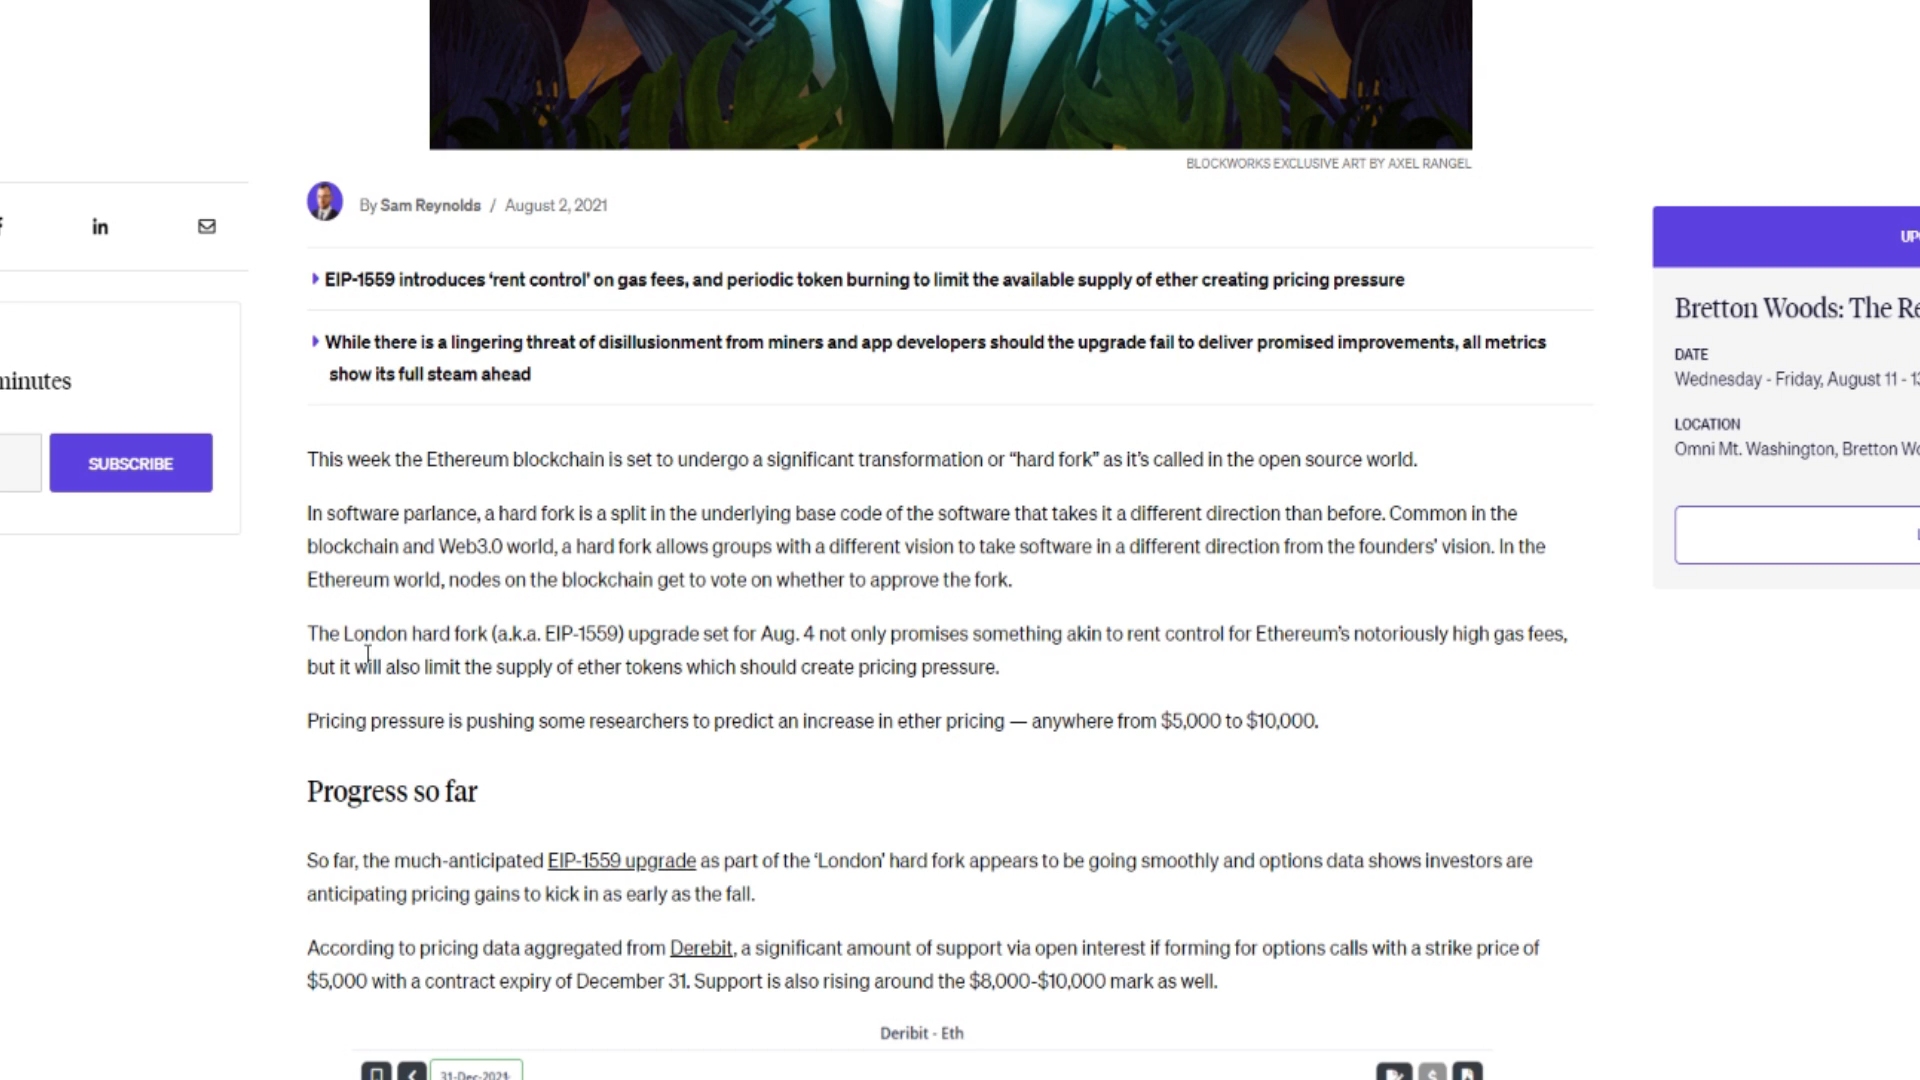 BLOCKWORKS EXCLUSIVE ART BY AXEL RANGEL
By Sam Reynolds / August 2, 2021
EIP-1559 introduces ‘rent control’ on gas fees, and periodic token burning to limit the available supply of ether creating pricing pressure
While there is a lingering threat of disillusionment from miners and app developers should the upgrade fail to deliver promised improvements, all metrics
show its full steam ahead
This week the Ethereum blockchain is set to undergo a significant transformation or “hard fork” as it’s called in the open source world.
In software parlance, a hard fork is a split in the underlying base code of the software that takes it a different direction than before. Common in the
blockchain and Web3.0 world, a hard fork allows groups with a different vision to take software in a different direction from the founders’ vision. In the
Ethereum world, nodes on the blockchain get to vote on whether to approve the fork.
The London hard fork (a.k.a. EIP-1559) upgrade set for Aug. 4 not only promises something akin to rent control for Ethereum’s notoriously high gas fees,
but it will also limit the supply of ether tokens which should create pricing pressure.
Pricing pressure is pushing some researchers to predict an increase in ether pricing — anywhere from $5,000 to $10,000.
Progress so far
So far, the much-anticipated EIP-1559 upgrade as part of the ‘London’ hard fork appears to be going smoothly and options data shows investors are
anticipating pricing gains to kick in as early as the fall.
According to pricing data aggregated from Derebit, a significant amount of support via open interest if forming for options calls with a strike price of
$5,000 with a contract expiry of December 31. Support is also rising around the $8,000-$10,000 mark as well.
Deribit - Eth
31-Dec-2021
in
minutes
SUBSCRIBE
UP
Bretton Woods: The Re
DATE
Wednesday - Friday, August 11 - 13
LOCATION
Omni Mt. Washington, Bretton Wo